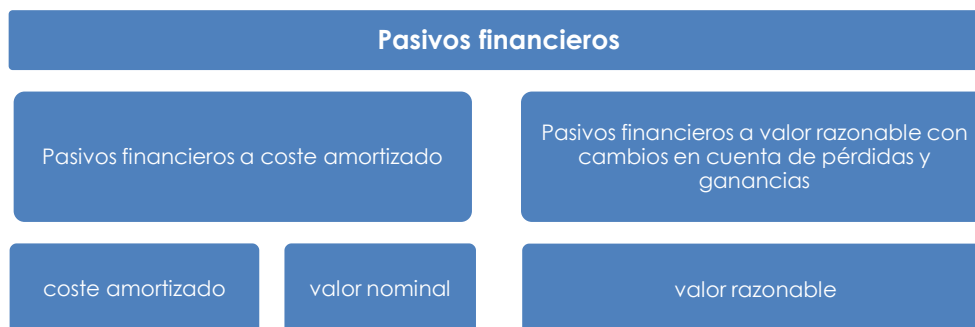 Pasivos financieros
Pasivos financieros a coste amortizado
Pasivos financieros a valor razonable con
cambios en cuenta de pérdidas y
ganancias
coste amortizado
valor nominal
valor razonable